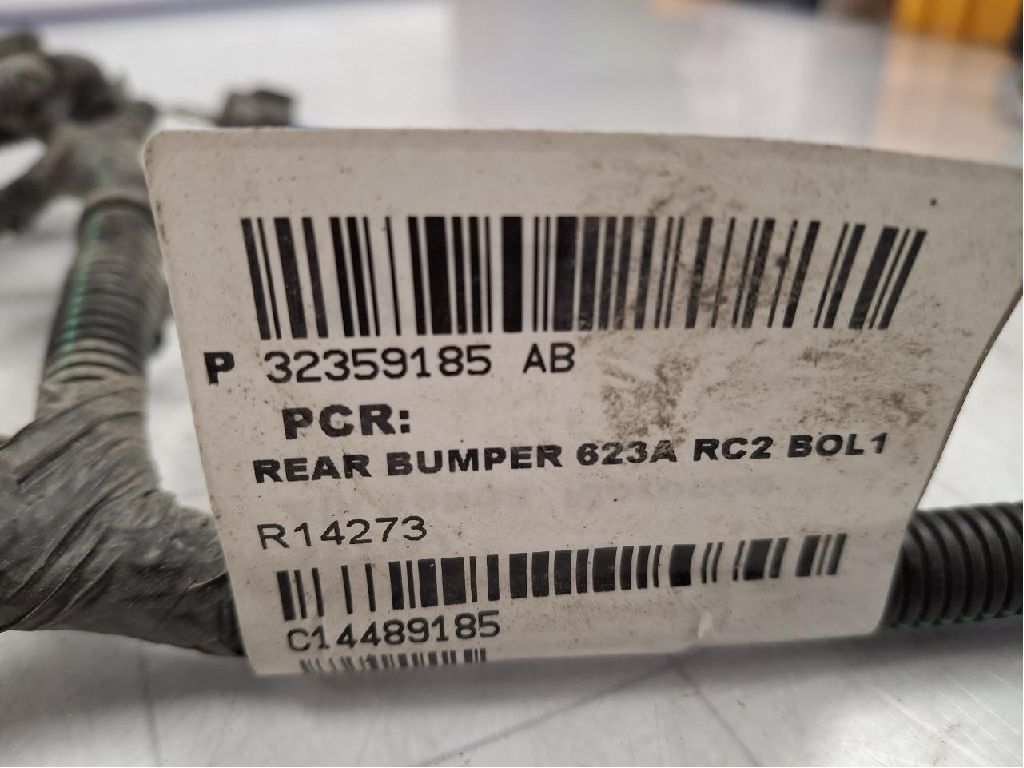 P 32359185 AB
PCR:
REAR BUMPER 623A RC2 BOL1
R14273
C14489185